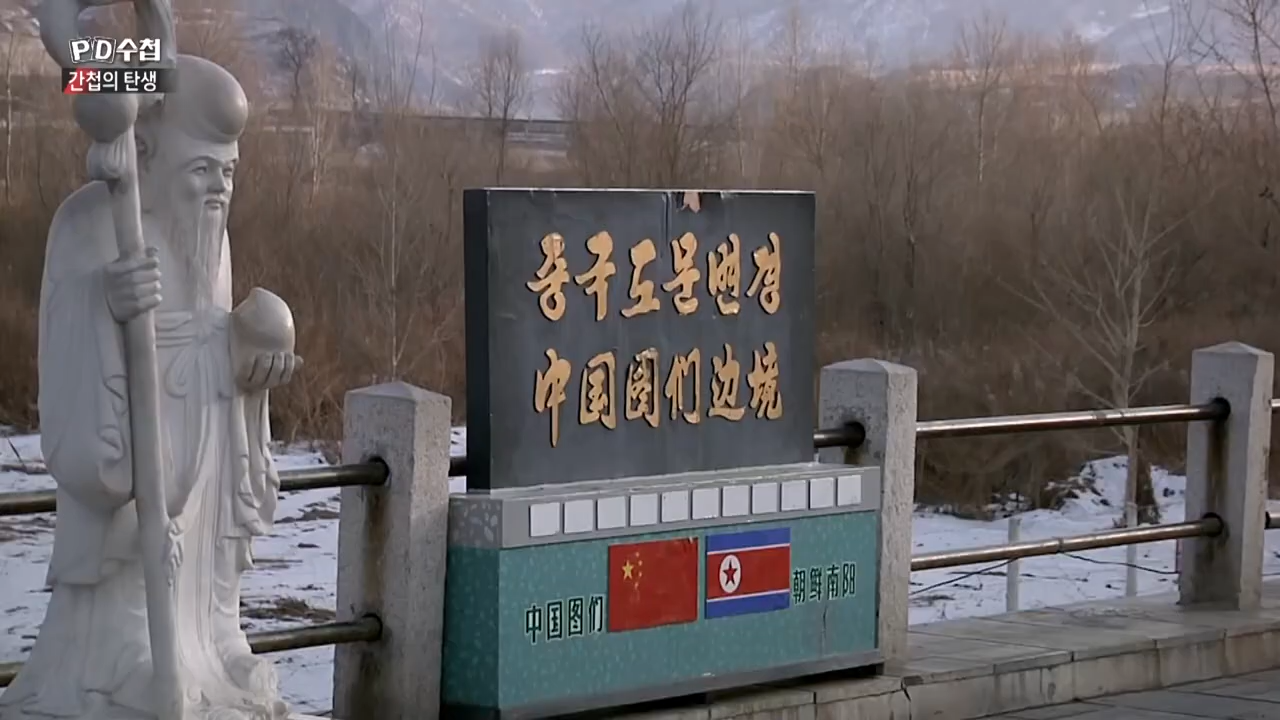 PD수첩
간첩의 탄생
중국도문변경
中国图们边境
中国图们
朝鲜南阳